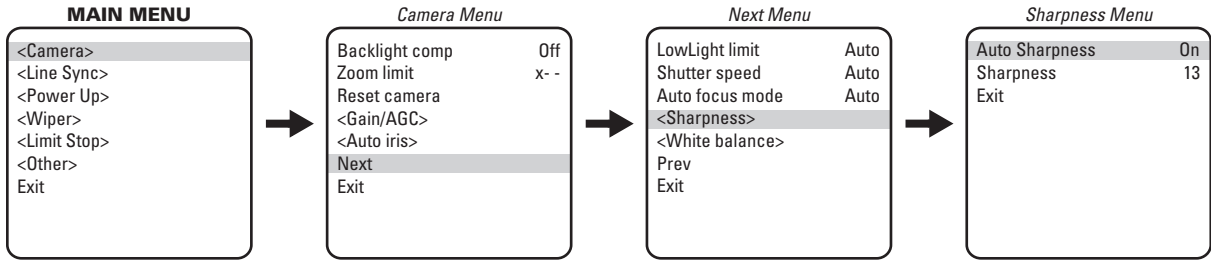 MAIN MENU
<Camera>
<Line Sync>
<Power Up>
<Wiper>
<Limit Stop>
<Other>
Exit
Camera Menu
Backlight comp Off
Zoom limit x- -
Reset camera
<Gain/AGC>
<Auto iris>
Next
Exit
Next Menu
LowLight limit Auto
Shutter speed Auto
Auto focus mode Auto
<Sharpness>
<White balance>
Prev
Exit
Sharpness Menu
Auto Sharpness On
Sharpness 13
Exit